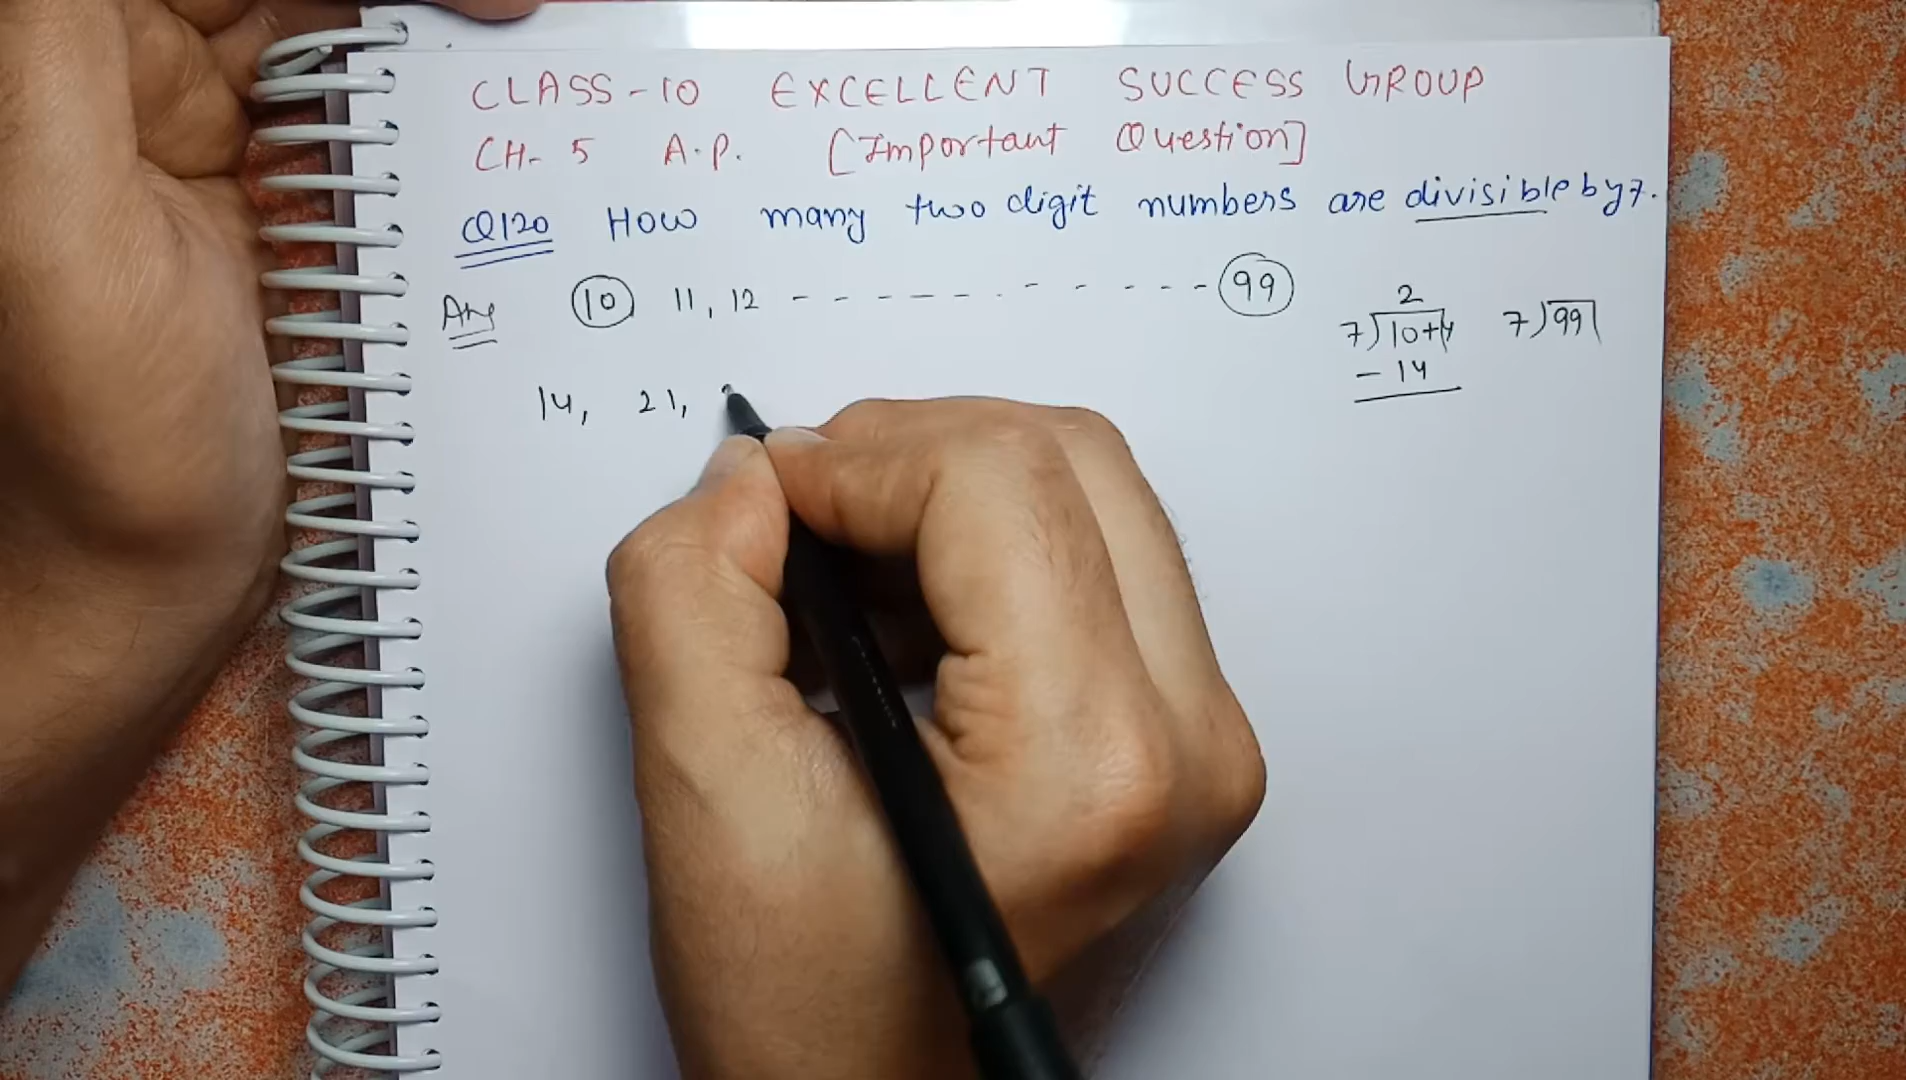 CLASS-10 EXCELLENT SUCCESS GROUP
CH- 5 A.P. [Important Question]
Q120 How many two digit numbers are divisible by 7.
Ans 10 11, 12 - - - - - - - - - - - 99
14, 21,
2
7)10+4
- 14
7)99